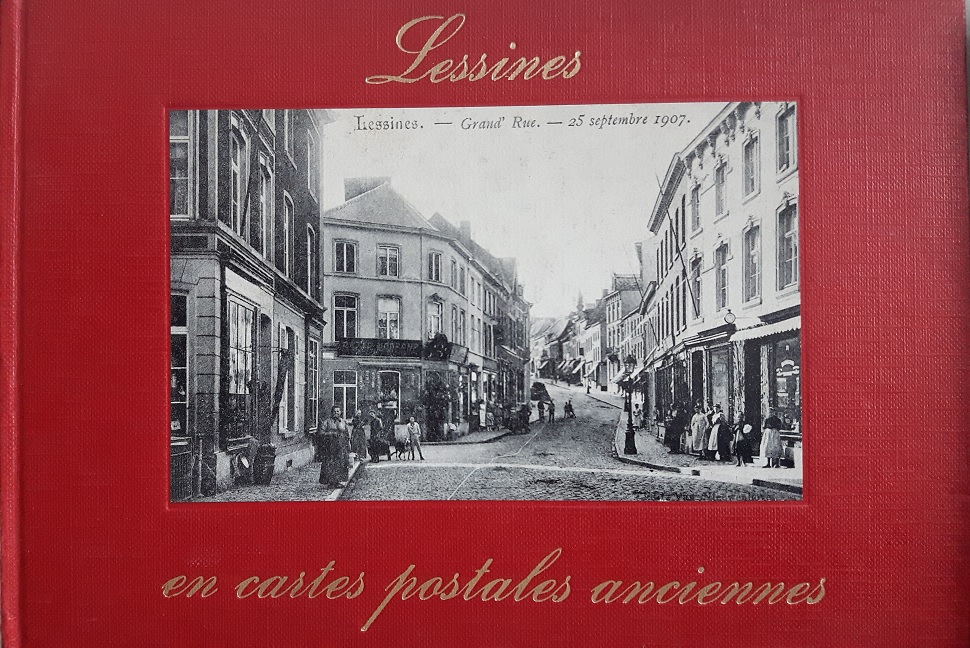 Lessines
Lessines. — Grand' Rue. — 25 septembre 1907.
en cartes postales anciennes